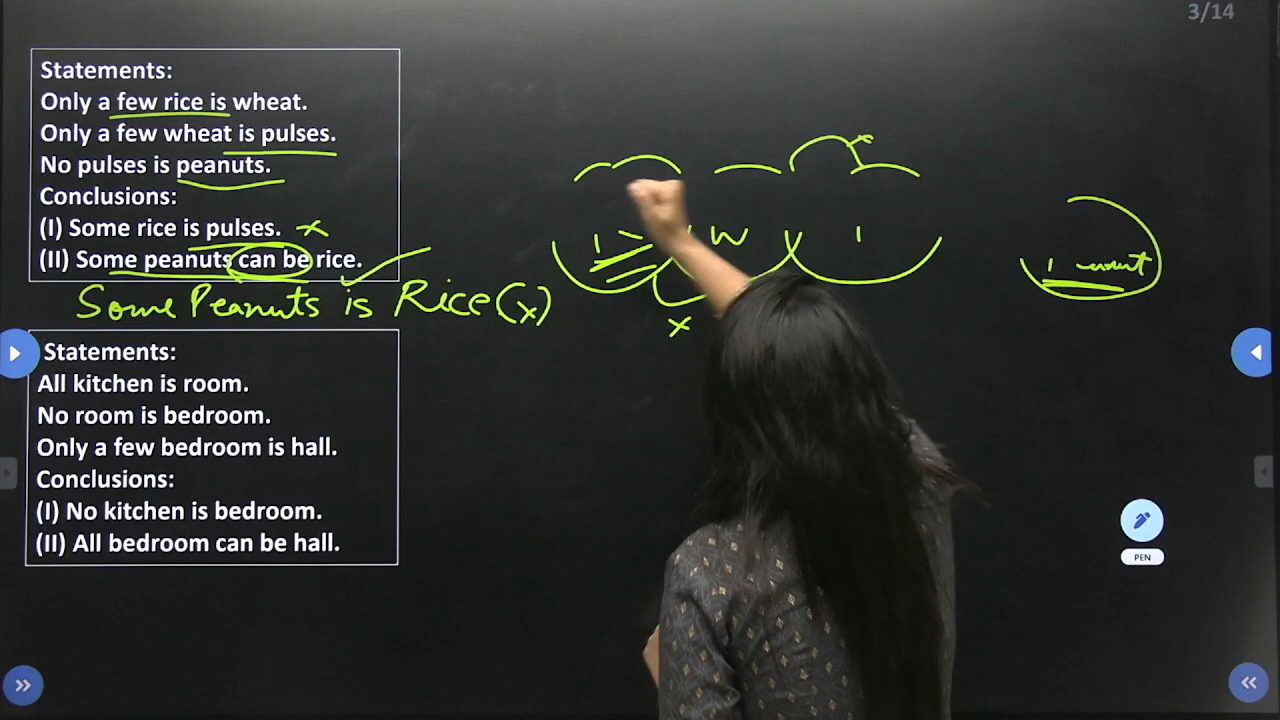 3/14
Statements:
Only a few rice is wheat.
Only a few wheat is pulses.
No pulses is peanuts.
Conclusions:
(I) Some rice is pulses. x
(II) Some peanuts can be rice.
Some Peanuts is Rice (x)
W
x
Statements:
All kitchen is room.
No room is bedroom.
Only a few bedroom is hall.
Conclusions:
(I) No kitchen is bedroom.
(II) All bedroom can be hall.
PEN